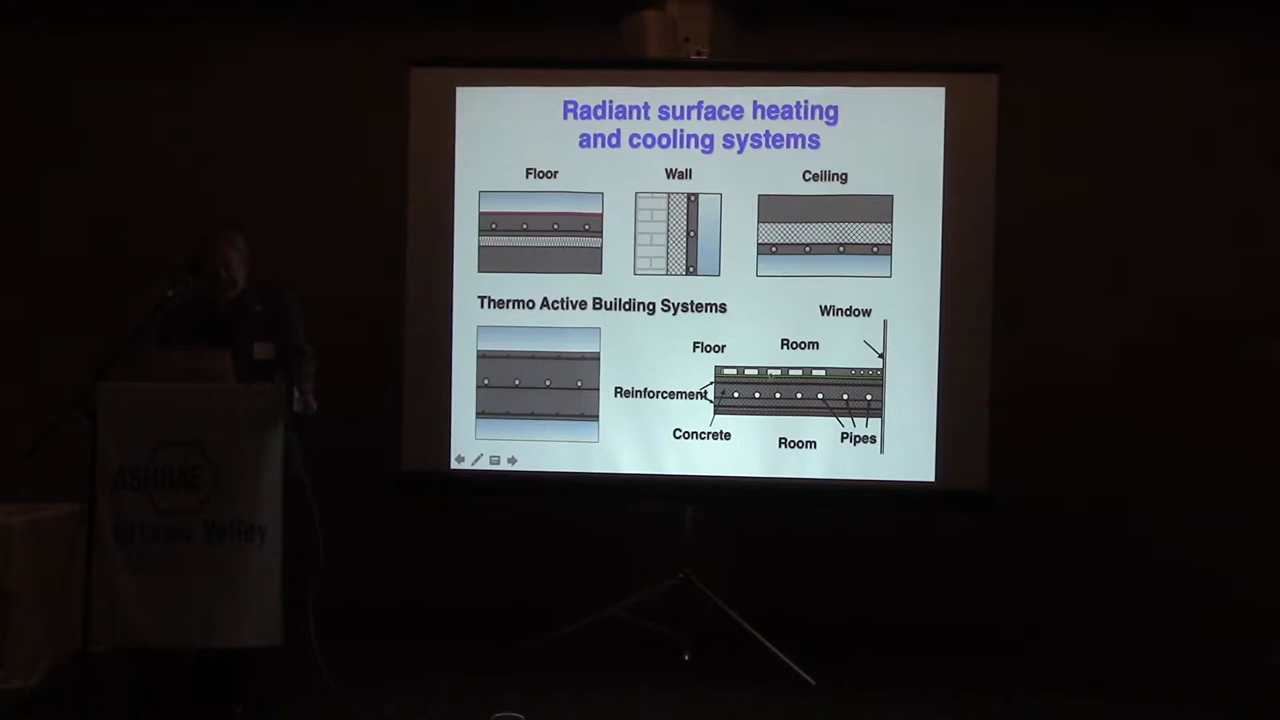 Radiant surface heating
and cooling systems
Floor
Wall
Ceiling
Thermo Active Building Systems
Window
Floor
Room
Reinforcement
Concrete
Room
Pipes
ASHRAE
Ottawa Valley